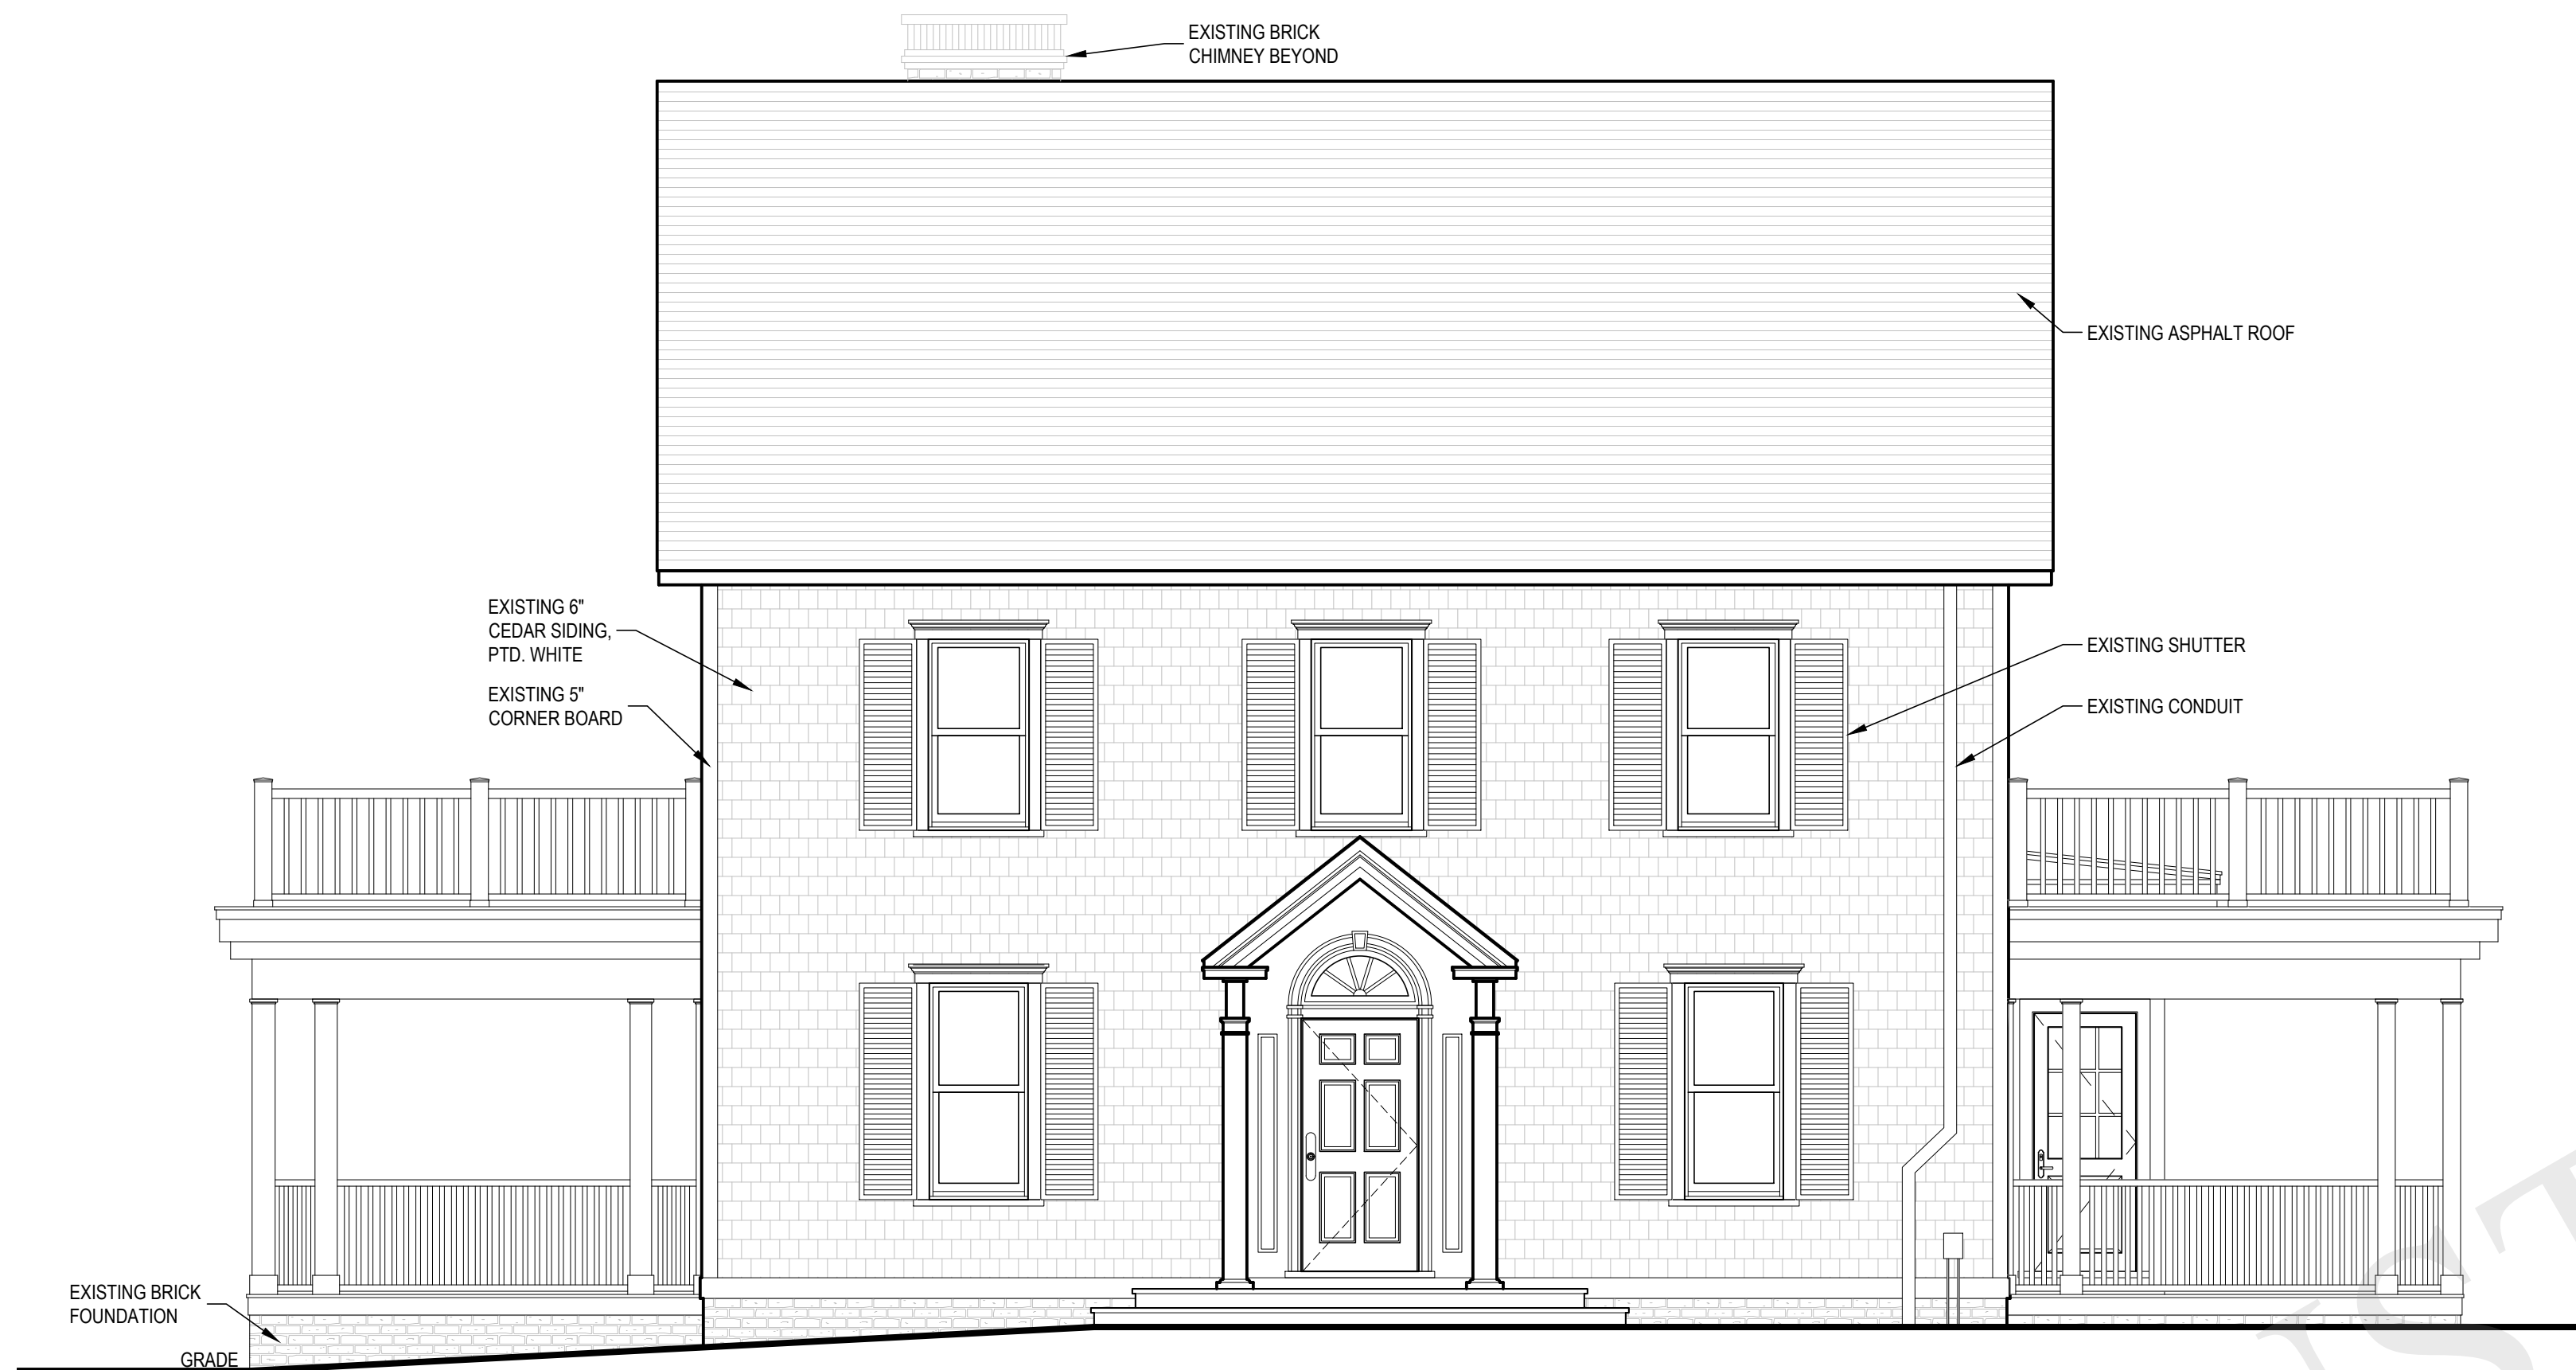 EXISTING BRICK
CHIMNEY BEYOND
EXISTING ASPHALT ROOF
EXISTING 6"
CEDAR SIDING,
PTD. WHITE
EXISTING 5"
CORNER BOARD
EXISTING SHUTTER
EXISTING CONDUIT
EXISTING BRICK
FOUNDATION
GRADE